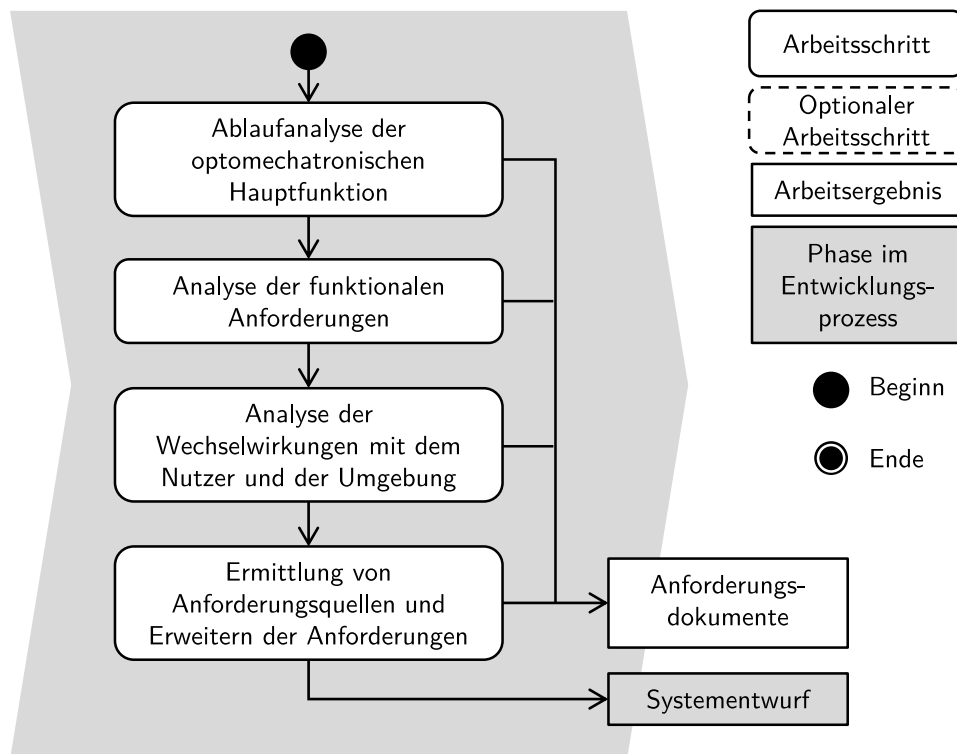 Ablaufanalyse der
optomechatronischen
Hauptfunktion
Analyse der funktionalen
Anforderungen
Analyse der
Wechselwirkungen mit dem
Nutzer und der Umgebung
Ermittlung von
Anforderungsquellen und
Erweitern der Anforderungen
Anforderungs-
dokumente
Systementwurf
Arbeitsschritt
Optionaler
Arbeitsschritt
Arbeitsergebnis
Phase im
Entwicklungs-
prozess
Beginn
Ende